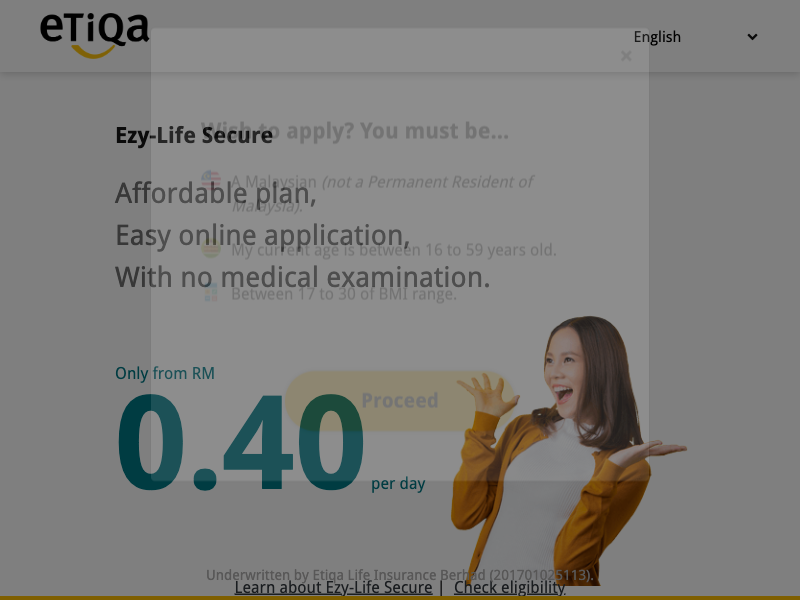 eTiQa
English
×
Wish to apply? You must be...
Ezy-Life Secure
A Malaysian (not a Permanent Resident of
Malaysia).
Affordable plan,
Easy online application,
My current age is between 16 to 59 years old.
With no medical examination.
Between 17 to 30 of BMI range.
Only from RM
Proceed
0.40
per day
Underwritten by Etiqa Life Insurance Berhad (201701025113).
Learn about Ezy-Life Secure | Check eligibility